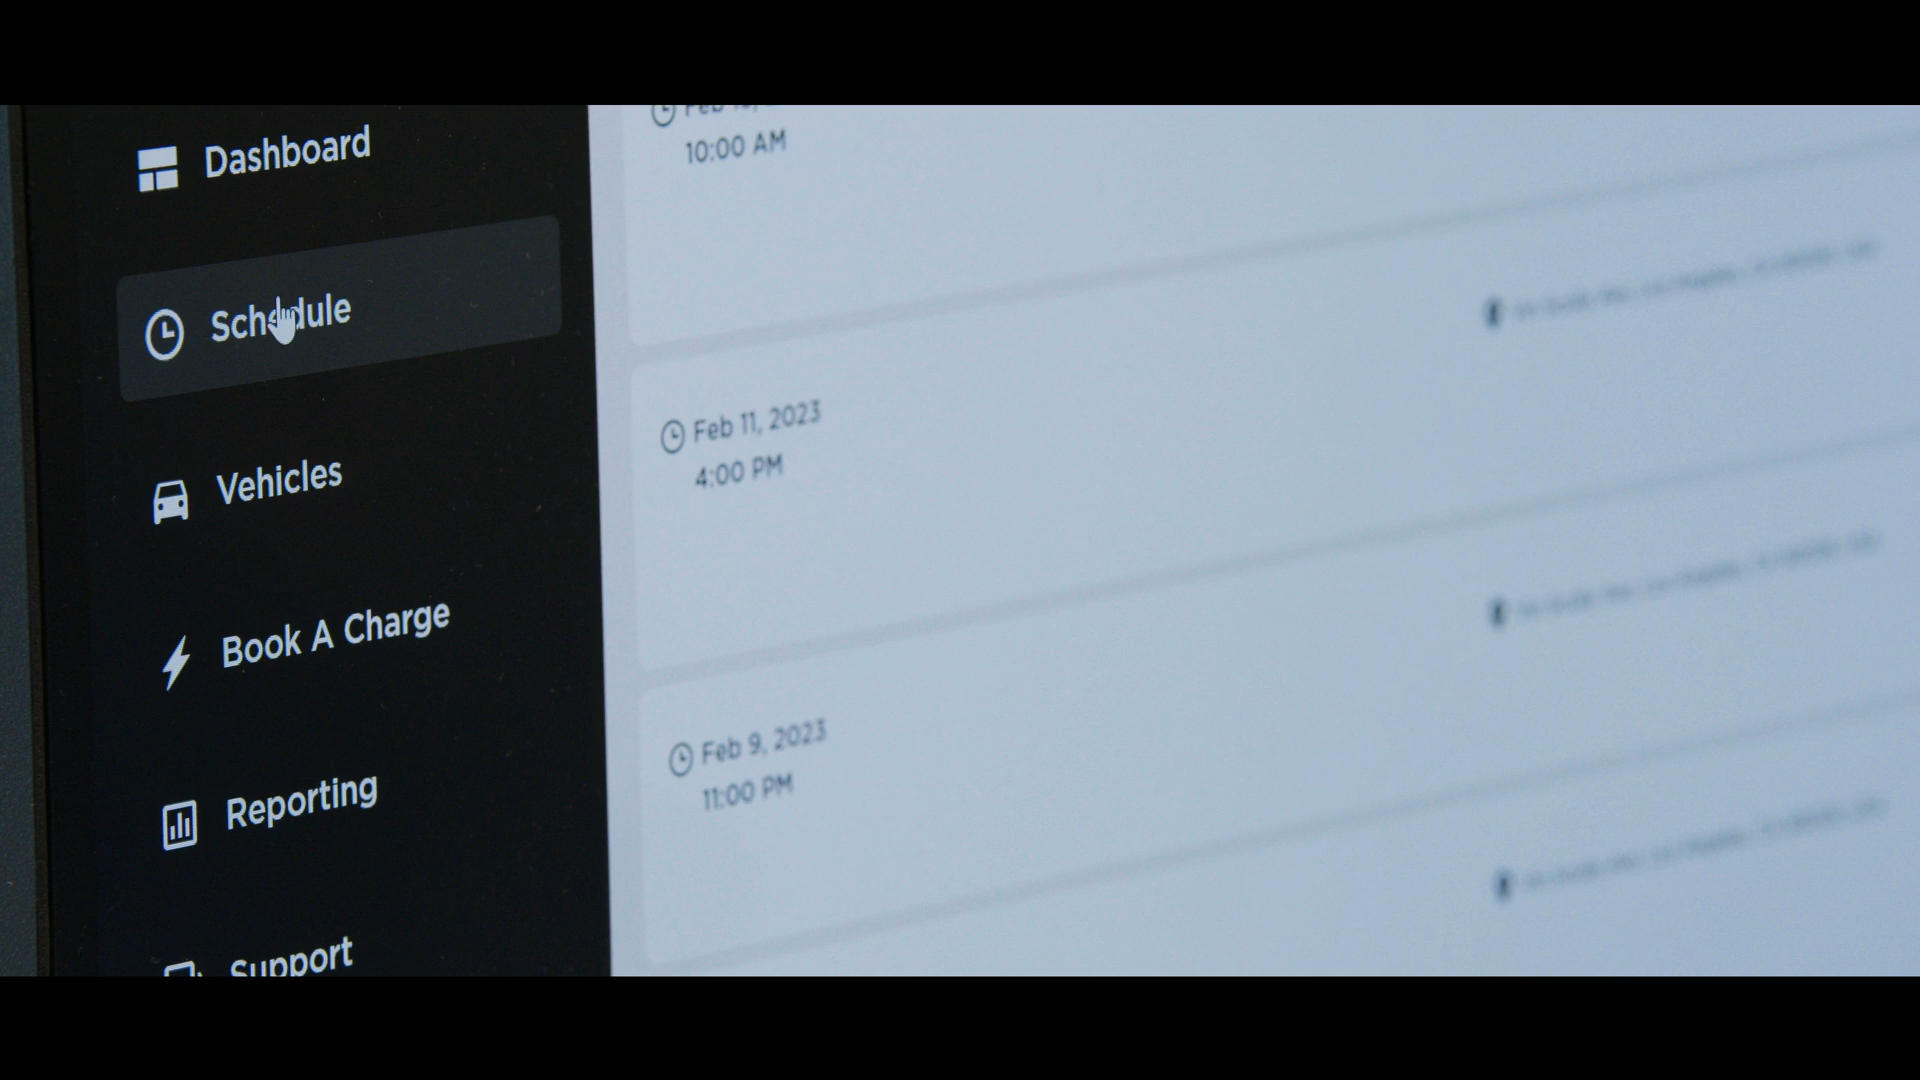 Dashboard
Schedule
Vehicles
Book A Charge
Reporting
Support
Feb
10:00 AM
Feb 11, 2023
4:00 PM
Feb 9, 2023
11:00 PM